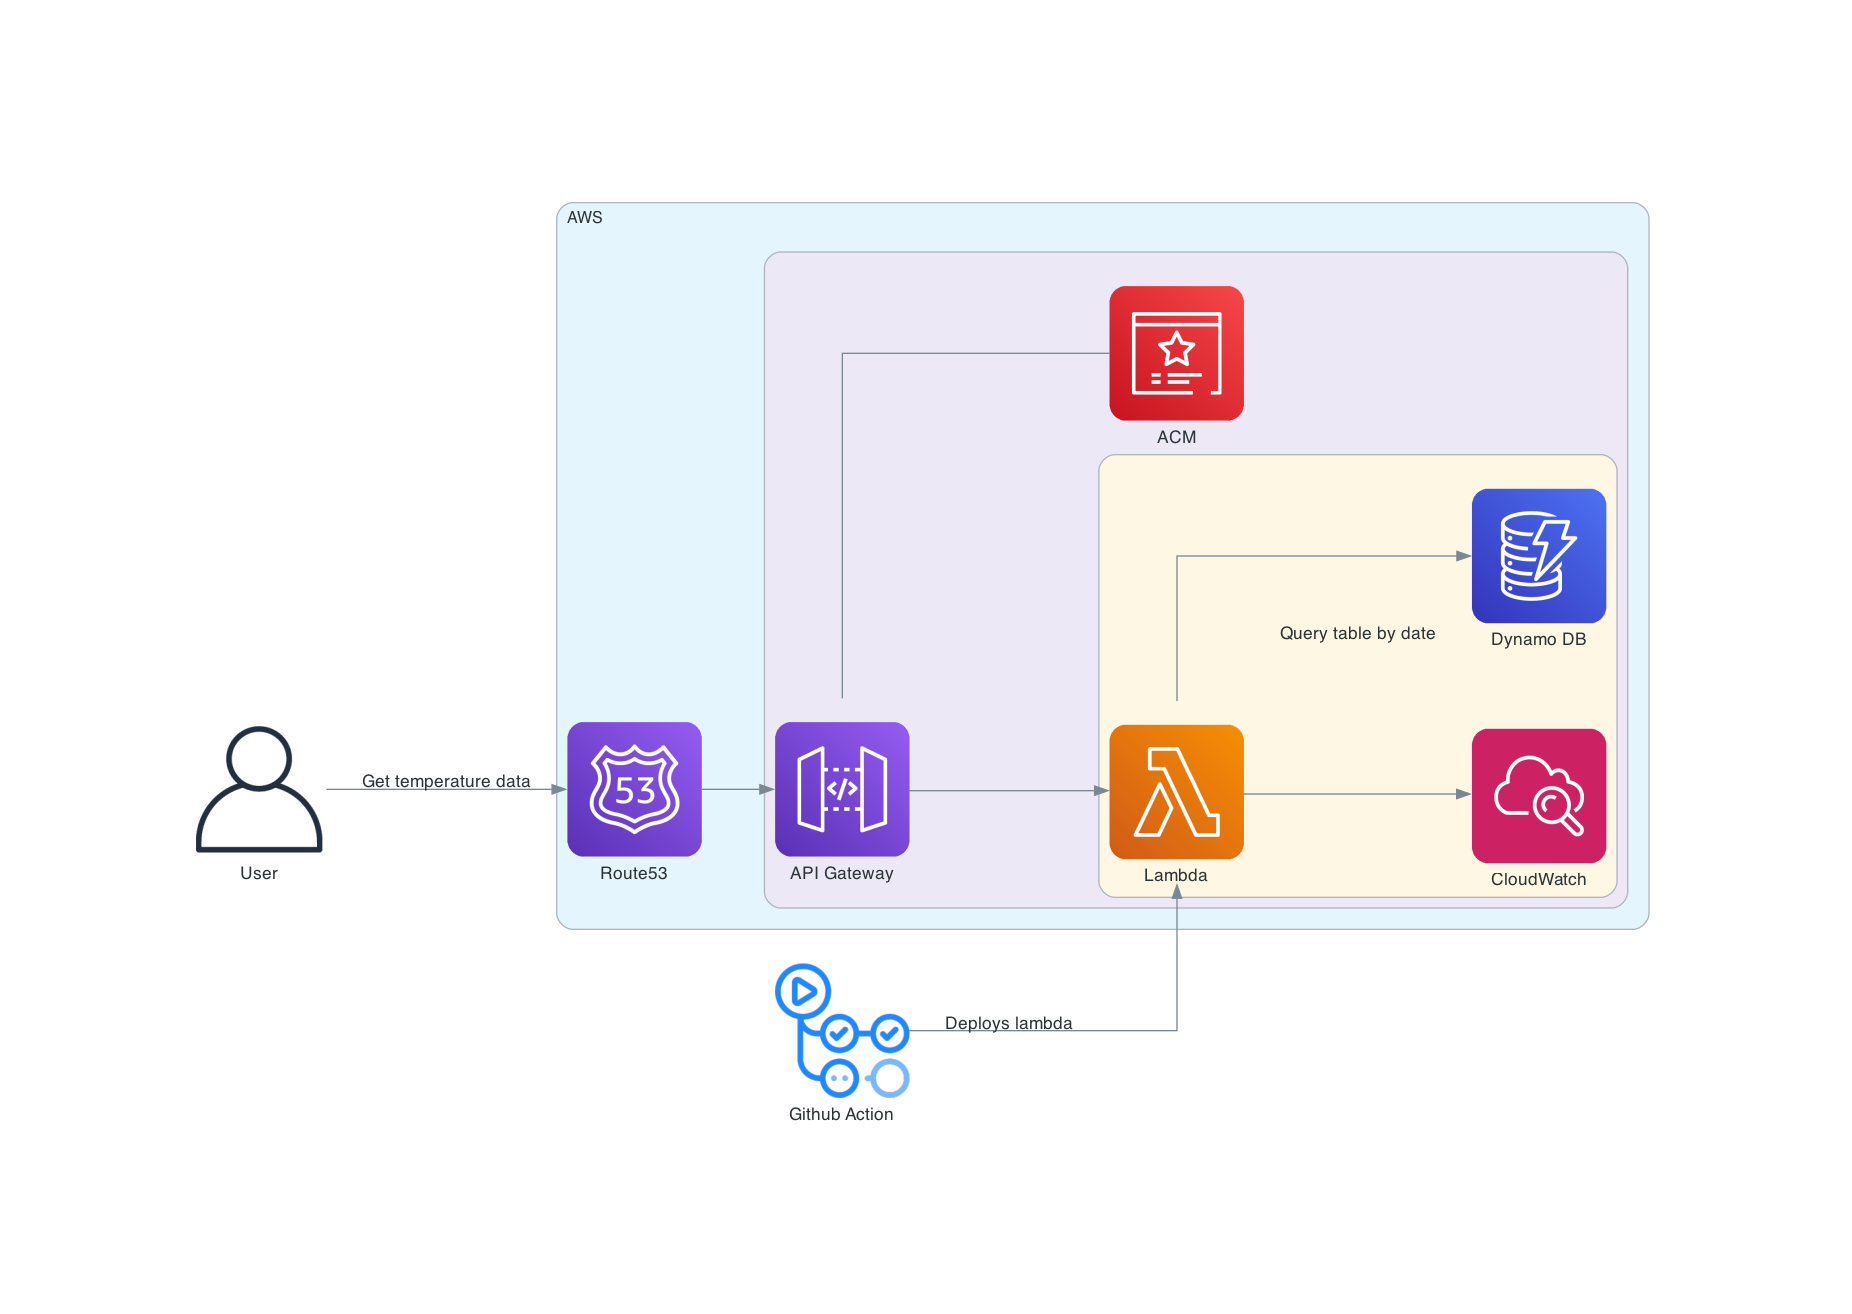 AWS
ACM
Query table by date
Dynamo DB
Get temperature data
53
User
Route53
</>
API Gateway
Lambda
CloudWatch
Deploys lambda
Github Action